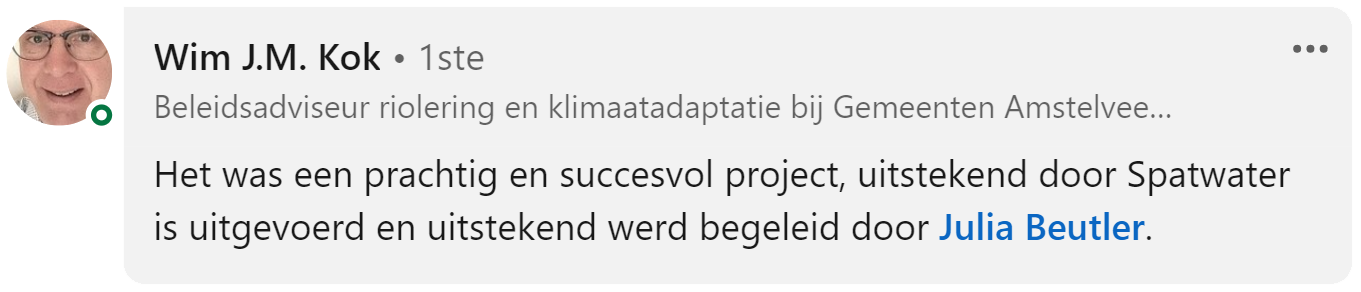 Wim J.M. Kok • 1ste
Beleidsadviseur riolering en klimaatadaptatie bij Gemeenten Amstelvee...
Het was een prachtig en succesvol project, uitstekend door Spatwater
is uitgevoerd en uitstekend werd begeleid door Julia Beutler.